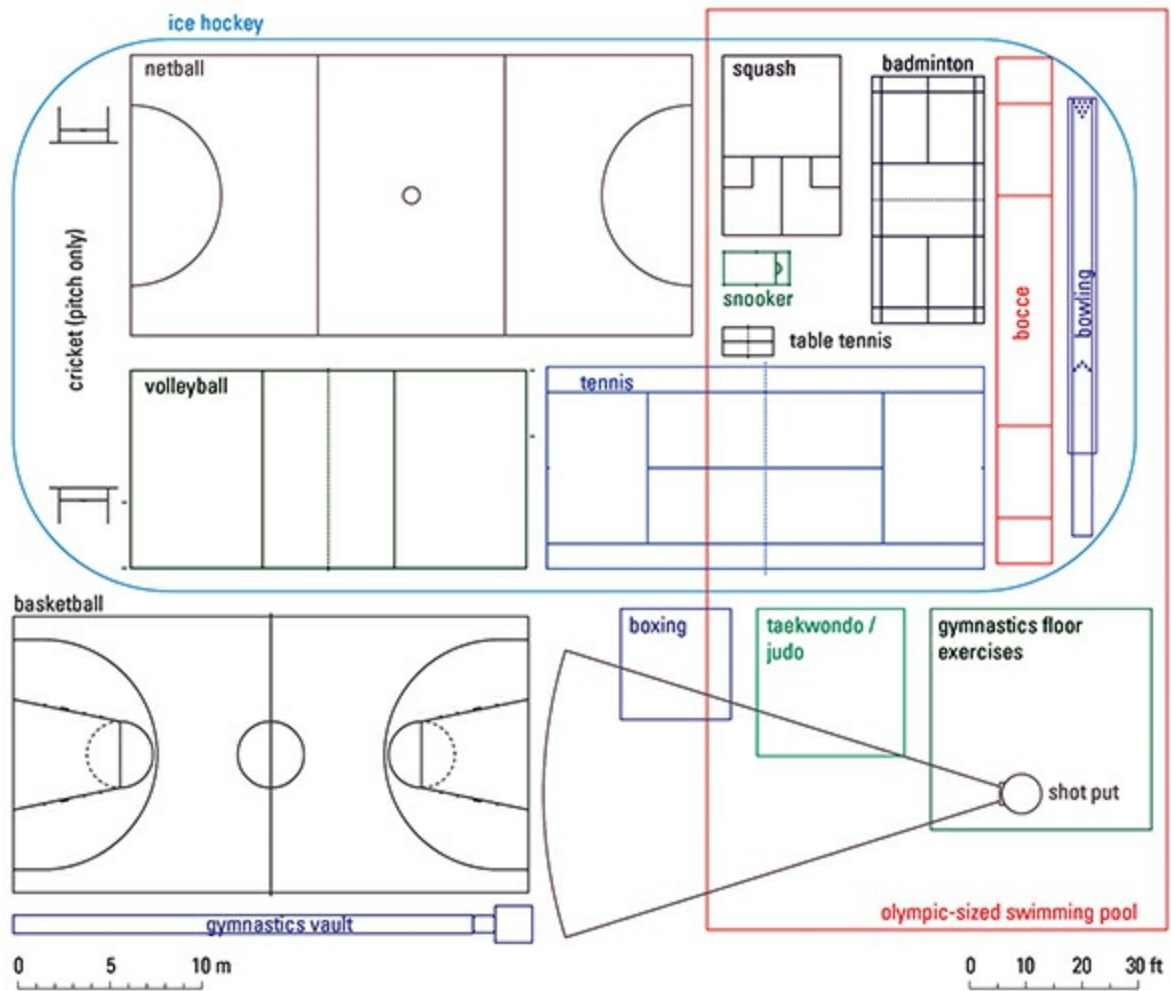 ice hockey
netball
squash
badminton
cricket (pitch only)
snooker
table tennis
bocce
bowling
volleyball
tennis
basketball
boxing
taekwondo /
judo
gymnastics floor
exercises
shot put
olympic-sized swimming pool
gymnastics vault
0 5 10 m
0 10 20 30 ft